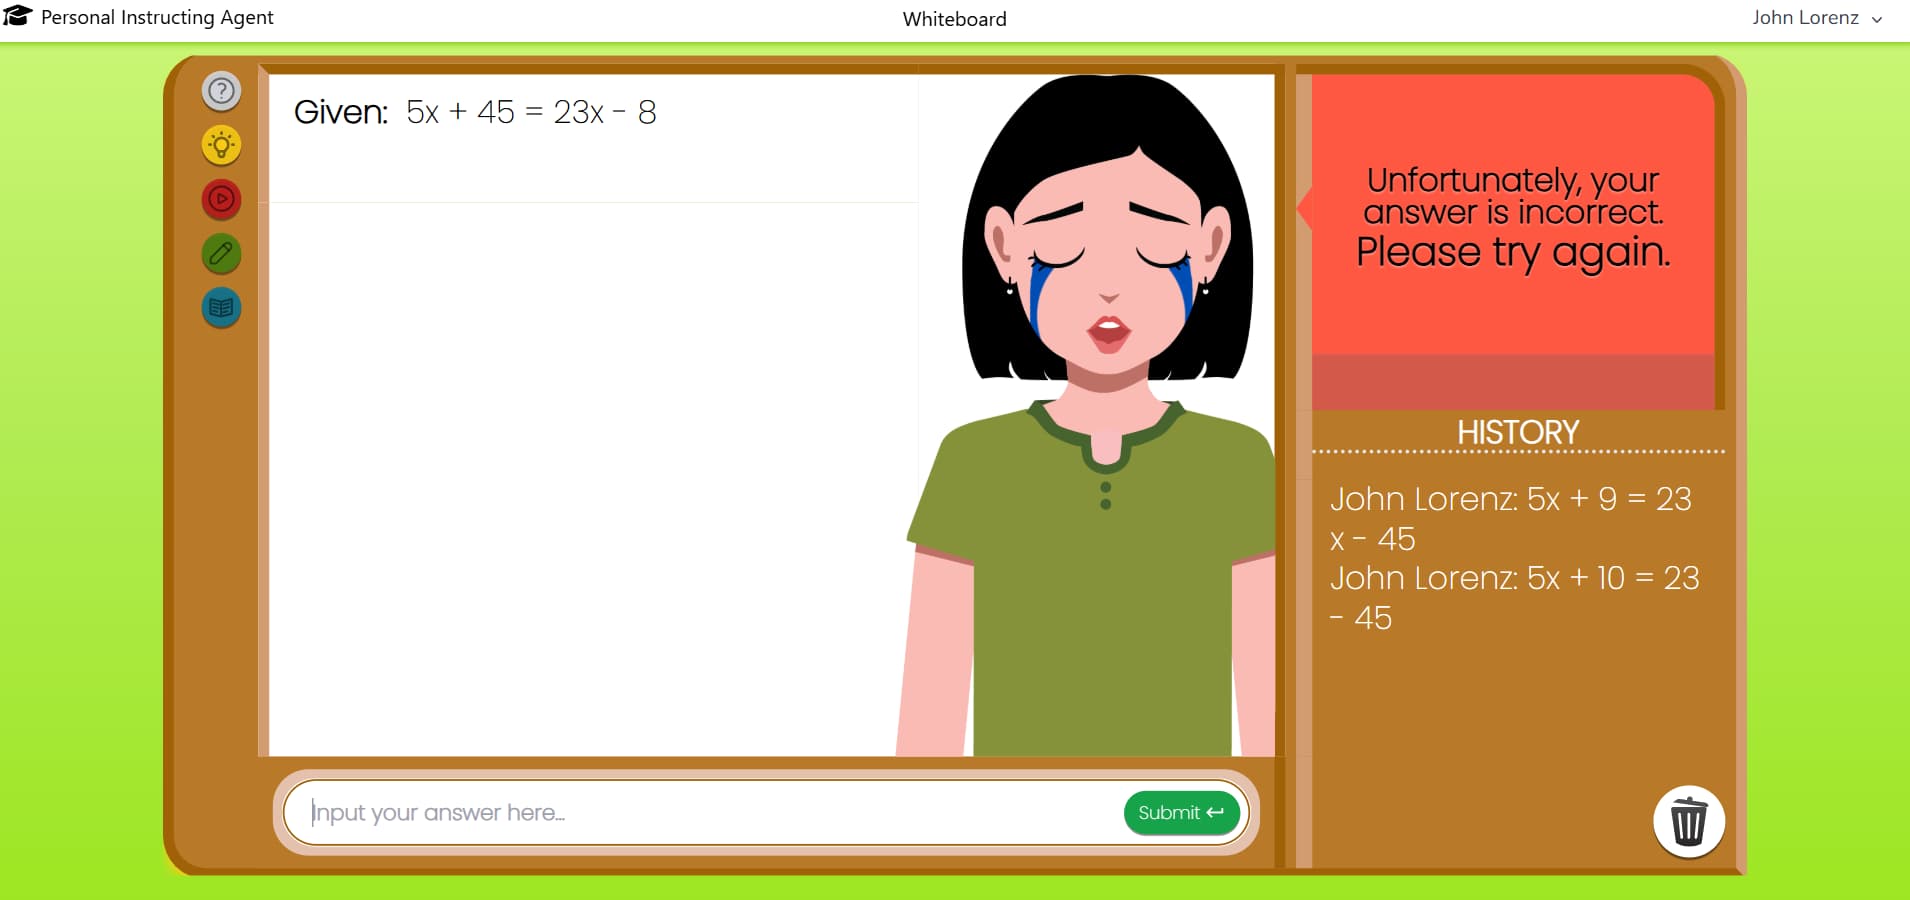 Personal Instructing Agent
Whiteboard
John Lorenz
Given: 5x + 45 = 23x - 8
Unfortunately, your
answer is incorrect.
Please try again.
HISTORY
John Lorenz: 5x + 9 = 23
x - 45
John Lorenz: 5x + 10 = 23
- 45
Input your answer here...
Submit